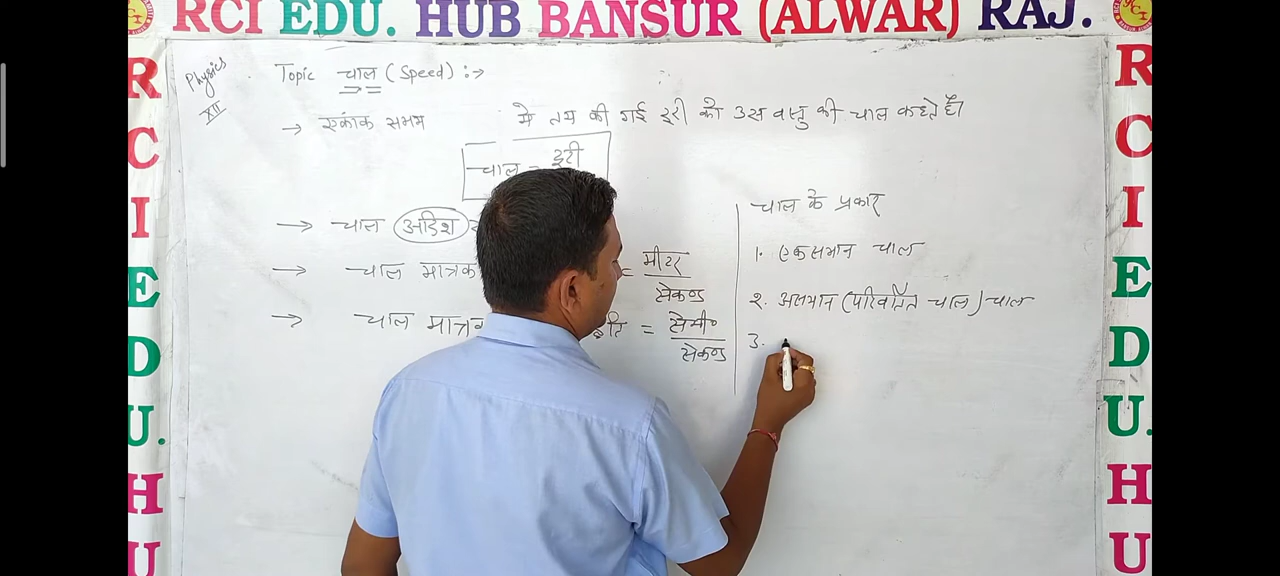 RCI EDU. HUB BANSUR (ALWAR) RAJ.
Physics
XII
Topic चाल (Speed) :→
→ एकांक समय में तय की गई दूरी को उस वस्तु की चाल कहते हैं
चाल = दूरी
→ चाल अदिश
→ चाल मात्रक = मीटर / सेकण्ड
→ चाल मात्रक = सेमी० / सेकण्ड
चाल के प्रकार
1. एकसमान चाल
2. असमान (परिवर्तित चाल) चाल
3.
R
C
I
E
D
U.
H
U
R
C
I
E
D
U.
H
U